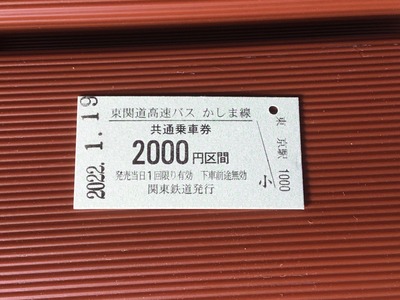 2022.1.19
東関道高速バス かしま線
共通乗車券
2000円区間
発売当日1回限り有効 下車前途無効
関東鉄道発行
東京駅 1000
小